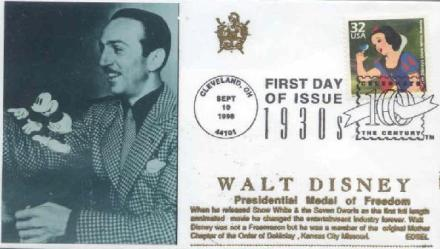 32
USA
CLEVELAND, OH
SEPT
10
1998
44101
FIRST DAY
OF ISSUE
1930s
CELEBRATE
THE CENTURY
WALT DISNEY
Presidential Medal of Freedom
When he released Snow White & the Seven Dwarfs as the first full length
annimated movie he changed the entertainment industry forever. Walt
Disney was not a Freemason but he was a member of the original Mother
Chapter of the Order of DeMolay, Kansas City Missouri.
EDSEL